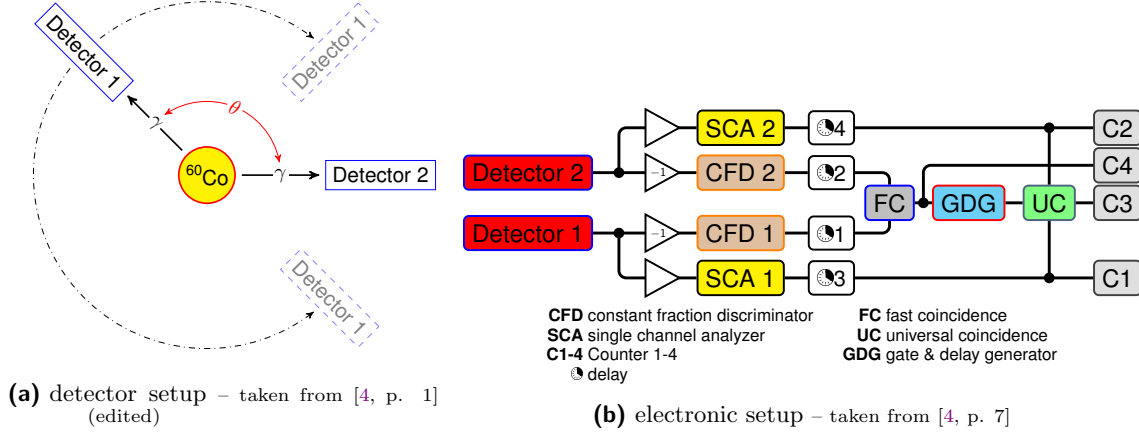 Detector 1
Detector 1
θ
γ
60Co
γ
Detector 2
Detector 1
(a) detector setup – taken from [4, p. 1]
(edited)
SCA 2
4
C2
Detector 2
-1
CFD 2
2
C4
FC
GDG
UC
C3
Detector 1
-1
CFD 1
1
SCA 1
3
C1
CFD constant fraction discriminator
SCA single channel analyzer
C1-4 Counter 1-4
delay
FC fast coincidence
UC universal coincidence
GDG gate & delay generator
(b) electronic setup – taken from [4, p. 7]